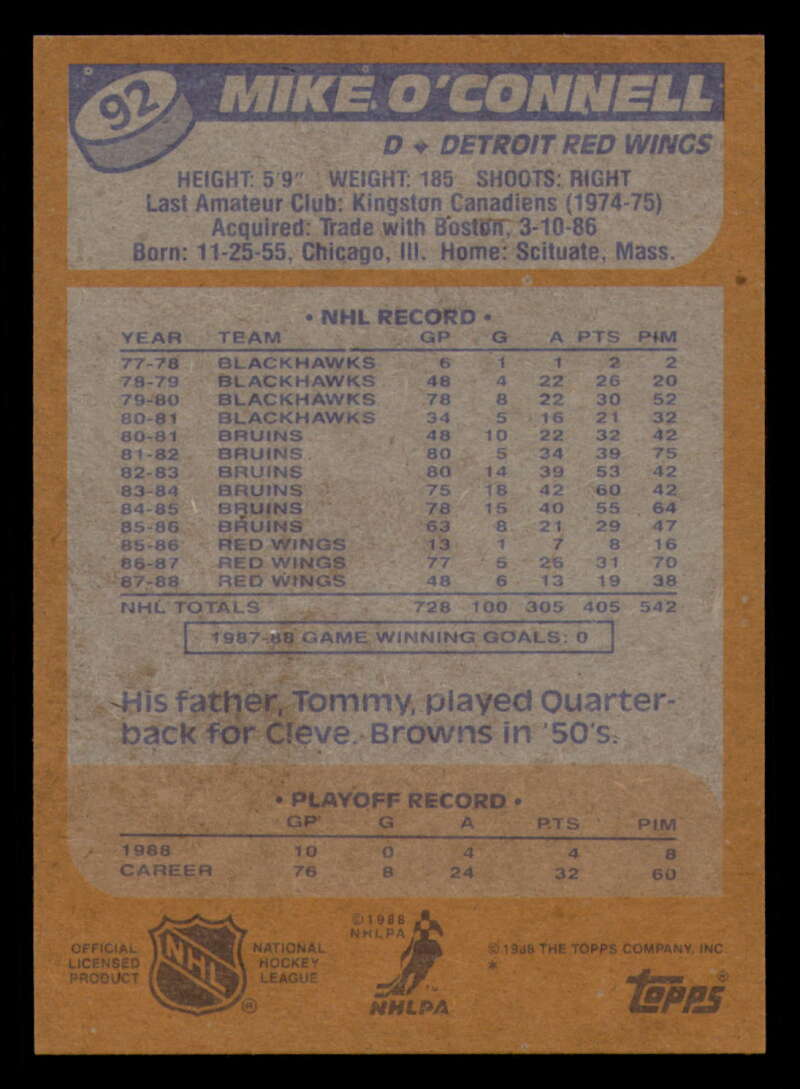 92
MIKE O'CONNELL
D ♦ DETROIT RED WINGS
HEIGHT: 5'9" WEIGHT: 185 SHOOTS: RIGHT
Last Amateur Club: Kingston Canadiens (1974-75)
Acquired: Trade with Boston, 3-10-86
Born: 11-25-55, Chicago, Ill. Home: Scituate, Mass.
• NHL RECORD •
YEAR TEAM GP G A PTS PIM
77-78 BLACKHAWKS 6 1 1 2 2
78-79 BLACKHAWKS 48 4 22 26 20
79-80 BLACKHAWKS 78 8 22 30 52
80-81 BLACKHAWKS 34 5 16 21 32
80-81 BRUINS 48 10 22 32 42
81-82 BRUINS 80 5 34 39 75
82-83 BRUINS 80 14 39 53 42
83-84 BRUINS 75 18 42 60 42
84-85 BRUINS 78 15 40 55 64
85-86 BRUINS 63 8 21 29 47
85-86 RED WINGS 13 1 7 8 16
86-87 RED WINGS 77 5 26 31 70
87-88 RED WINGS 48 6 13 19 38
NHL TOTALS 728 100 305 405 542
1987-88 GAME WINNING GOALS: 0
His father, Tommy, played Quarter-
back for Cleve. Browns in '50's.
• PLAYOFF RECORD •
GP G A PTS PIM
1988 10 0 4 4 8
CAREER 76 8 24 32 60
OFFICIAL
LICENSED
PRODUCT
NHL
®
NATIONAL
HOCKEY
LEAGUE
©1988
NHLPA
TM
NHLPA
©1988 THE TOPPS COMPANY, INC.
*
topps®